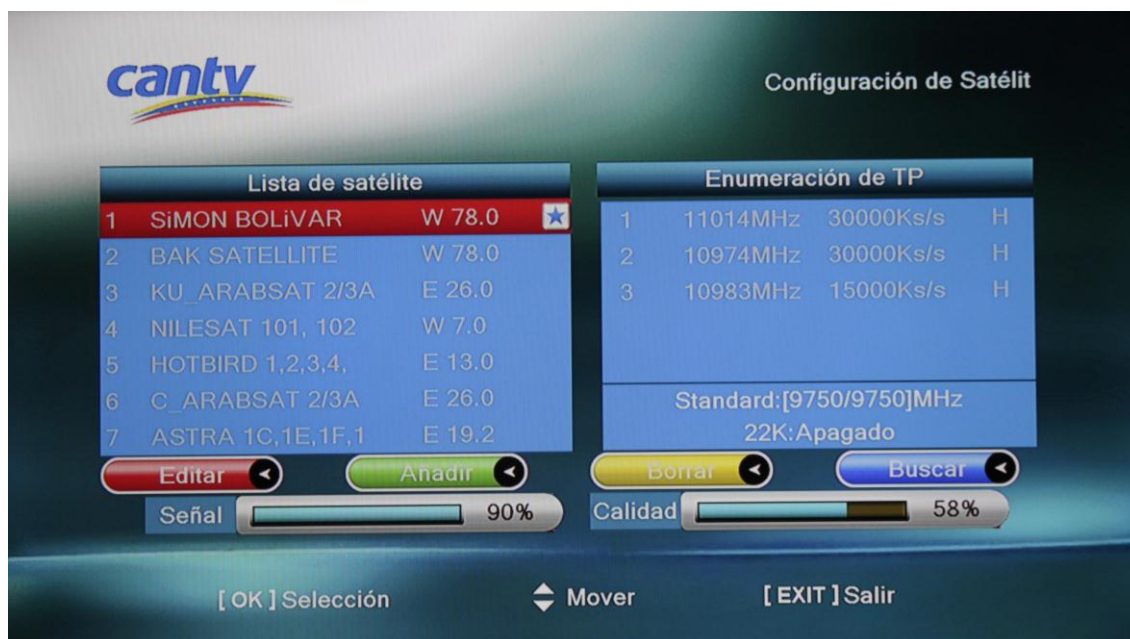 cantv
Configuración de Satélit
Lista de satélite
1 SiMON BOLiVAR W 78.0
2 BAK SATELLITE W 78.0
3 KU_ARABSAT 2/3A E 26.0
4 NILESAT 101, 102 W 7.0
5 HOTBIRD 1,2,3,4, E 13.0
6 C_ARABSAT 2/3A E 26.0
7 ASTRA 1C,1E,1F,1 E 19.2
Enumeración de TP
1 11014MHz 30000Ks/s H
2 10974MHz 30000Ks/s H
3 10983MHz 15000Ks/s H
Standard:[9750/9750]MHz
22K:Apagado
Editar Añadir Borrar Buscar
Señal 90% Calidad 58%
[ OK ] Selección Mover [ EXIT ] Salir